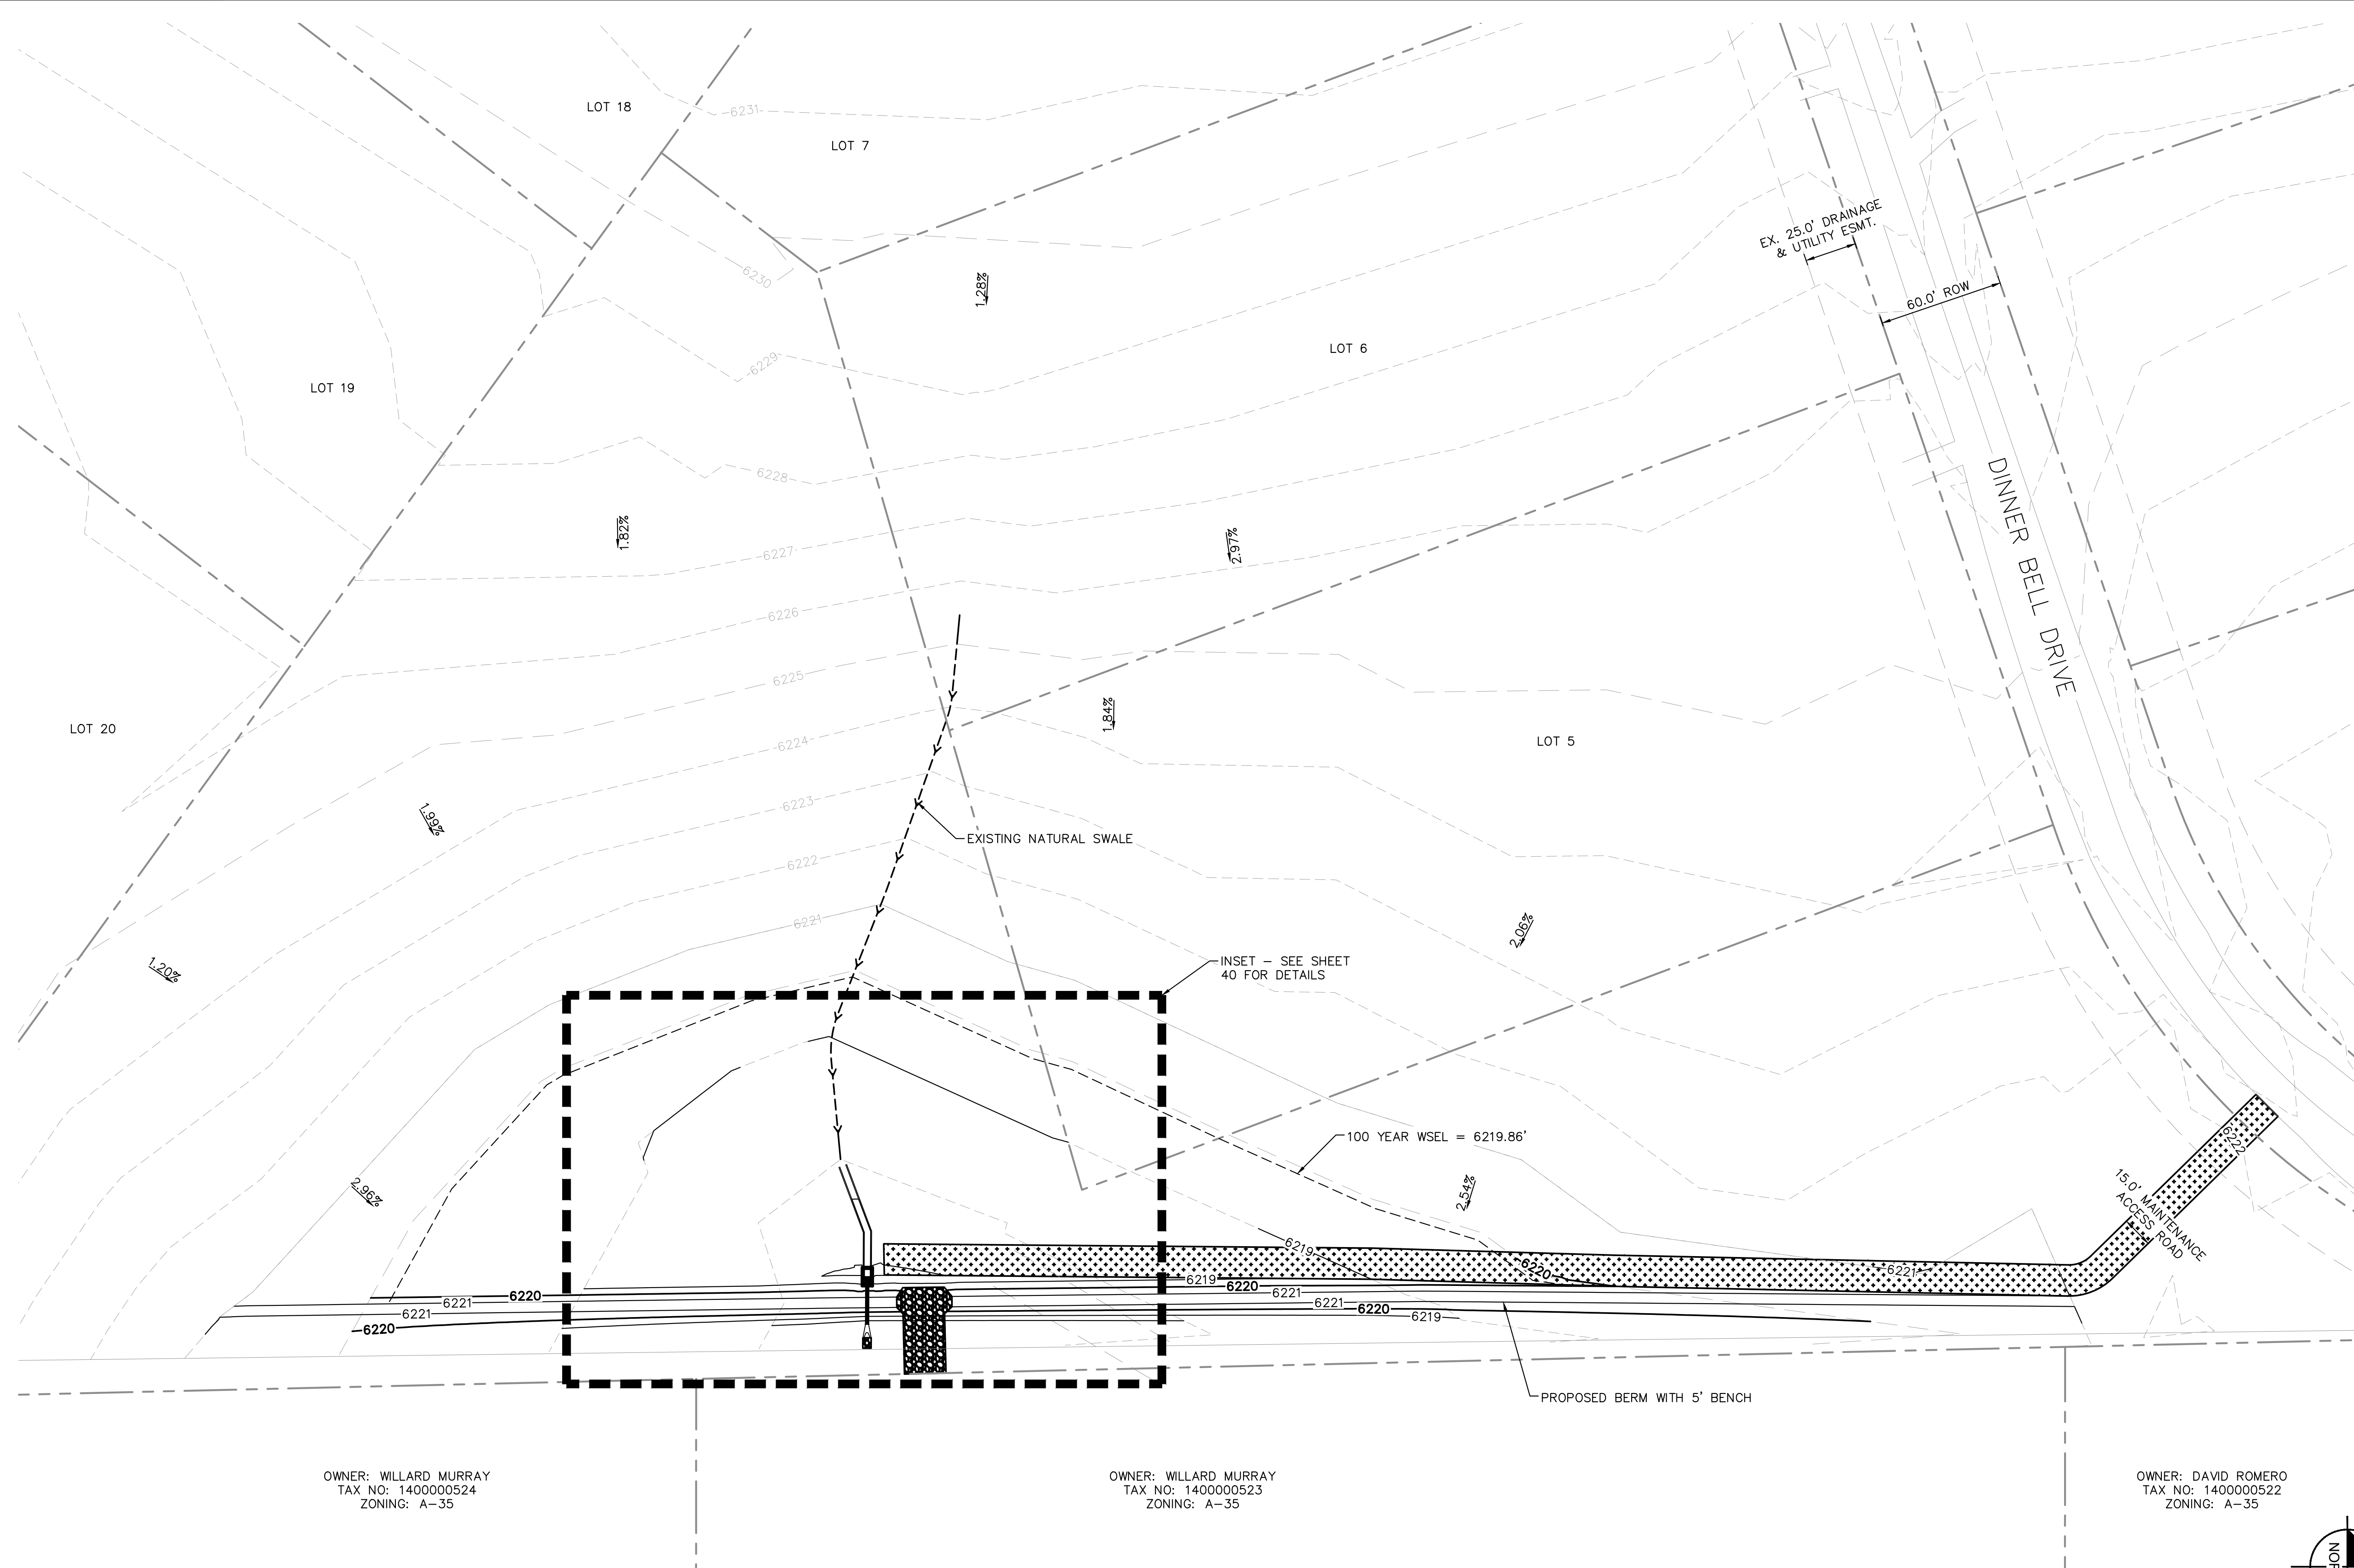 LOT 18
6231
LOT 7
EX. 25.0' DRAINAGE
& UTILITY ESMT.
6230
1.28%
60.0' ROW
LOT 6
6229
LOT 19
6228
1.82%
2.97%
6227
DINNER BELL DRIVE
6226
6225
1.84%
LOT 20
LOT 5
6224
6223
1.99%
EXISTING NATURAL SWALE
6222
6221
2.06%
1.20%
INSET – SEE SHEET
40 FOR DETAILS
100 YEAR WSEL = 6219.86'
6222
2.96%
2.54%
15.0' MAINTENANCE
ACCESS
ROAD
6219
6220
6221
6219
6220
6220
6221
6221
6221
6221
6220
6220
6219
PROPOSED BERM WITH 5' BENCH
OWNER: WILLARD MURRAY
TAX NO: 1400000524
ZONING: A–35
OWNER: WILLARD MURRAY
TAX NO: 1400000523
ZONING: A–35
OWNER: DAVID ROMERO
TAX NO: 1400000522
ZONING: A–35